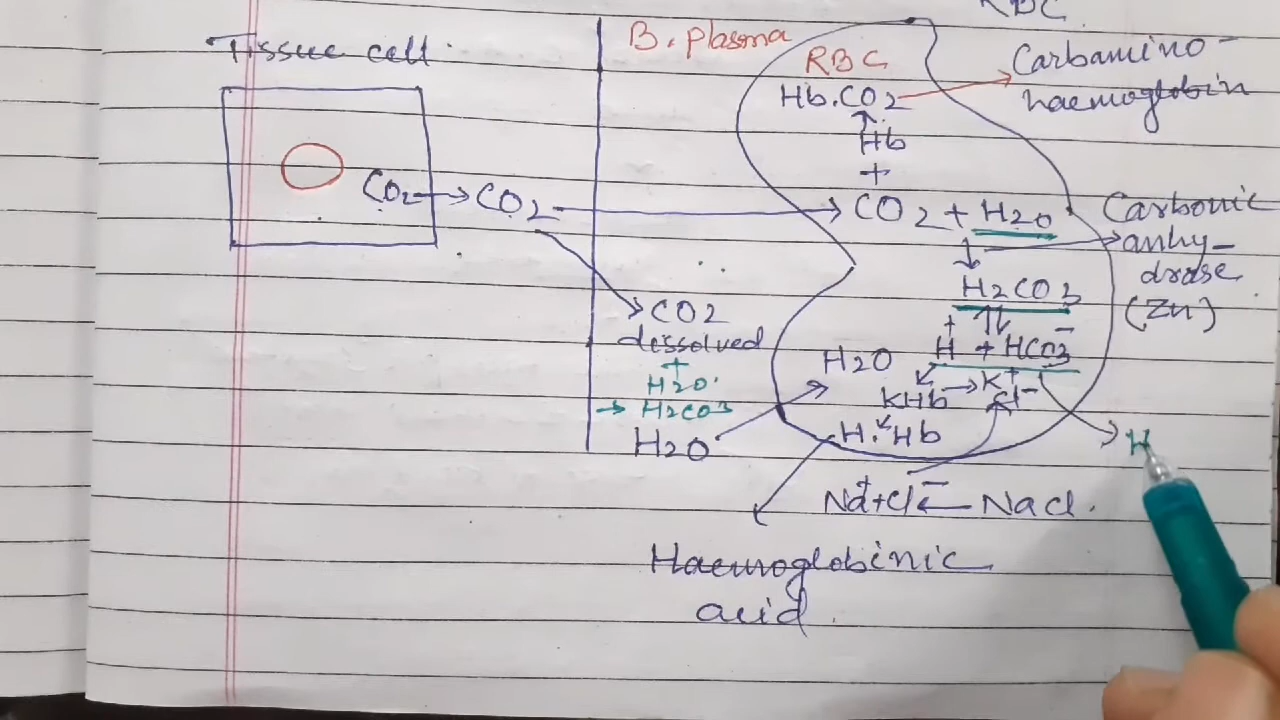 RBC
Tissue cell
B. plasma
RBC
Carbamino-
haemoglobin
Hb.CO2
Hb
+
CO2 → CO2 → CO2 + H2O
Carbonic
anhy-
drase
(Zn)
H2CO3
CO2
dissolved
+
H2O
→ H2CO3
H2O
H2O
H+ + HCO3-
KHb → K+
Cl-
H.Hb
H
Na+ + Cl- ← NaCl.
Haemoglobinic
acid.